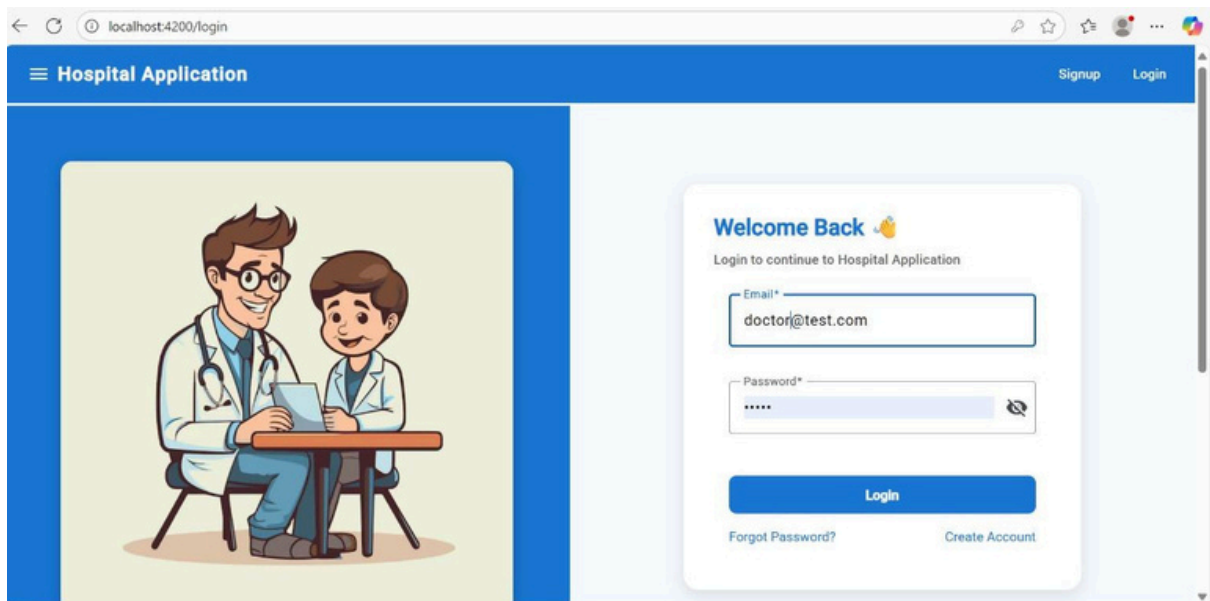 localhost:4200/login
Hospital Application
Signup Login
Welcome Back 👋
Login to continue to Hospital Application
Email*
doctor@test.com
Password*
•••••
Login
Forgot Password? Create Account